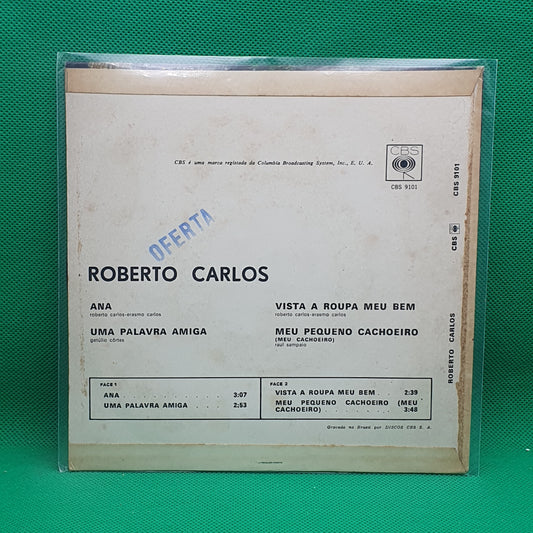 CBS é uma marca registada da Columbia Broadcasting System, Inc., E. U. A.
CBS
CBS 9101
OFERTA
ROBERTO CARLOS
ANA
roberto carlos-erasmo carlos
UMA PALAVRA AMIGA
getúlio côrtes
VISTA A ROUPA MEU BEM
roberto carlos-erasmo carlos
MEU PEQUENO CACHOEIRO
(MEU CACHOEIRO)
raul sampaio
FACE 1
ANA . . . . . . . . 3:07
UMA PALAVRA AMIGA . . . . 2:53
FACE 2
VISTA A ROUPA MEU BEM . . 2:39
MEU PEQUENO CACHOEIRO (MEU
CACHOEIRO) . . . . . . . 3:48
Gravado no Brasil por DISCOS CBS S. A.
ROBERTO CARLOS
CBS
CBS 9101